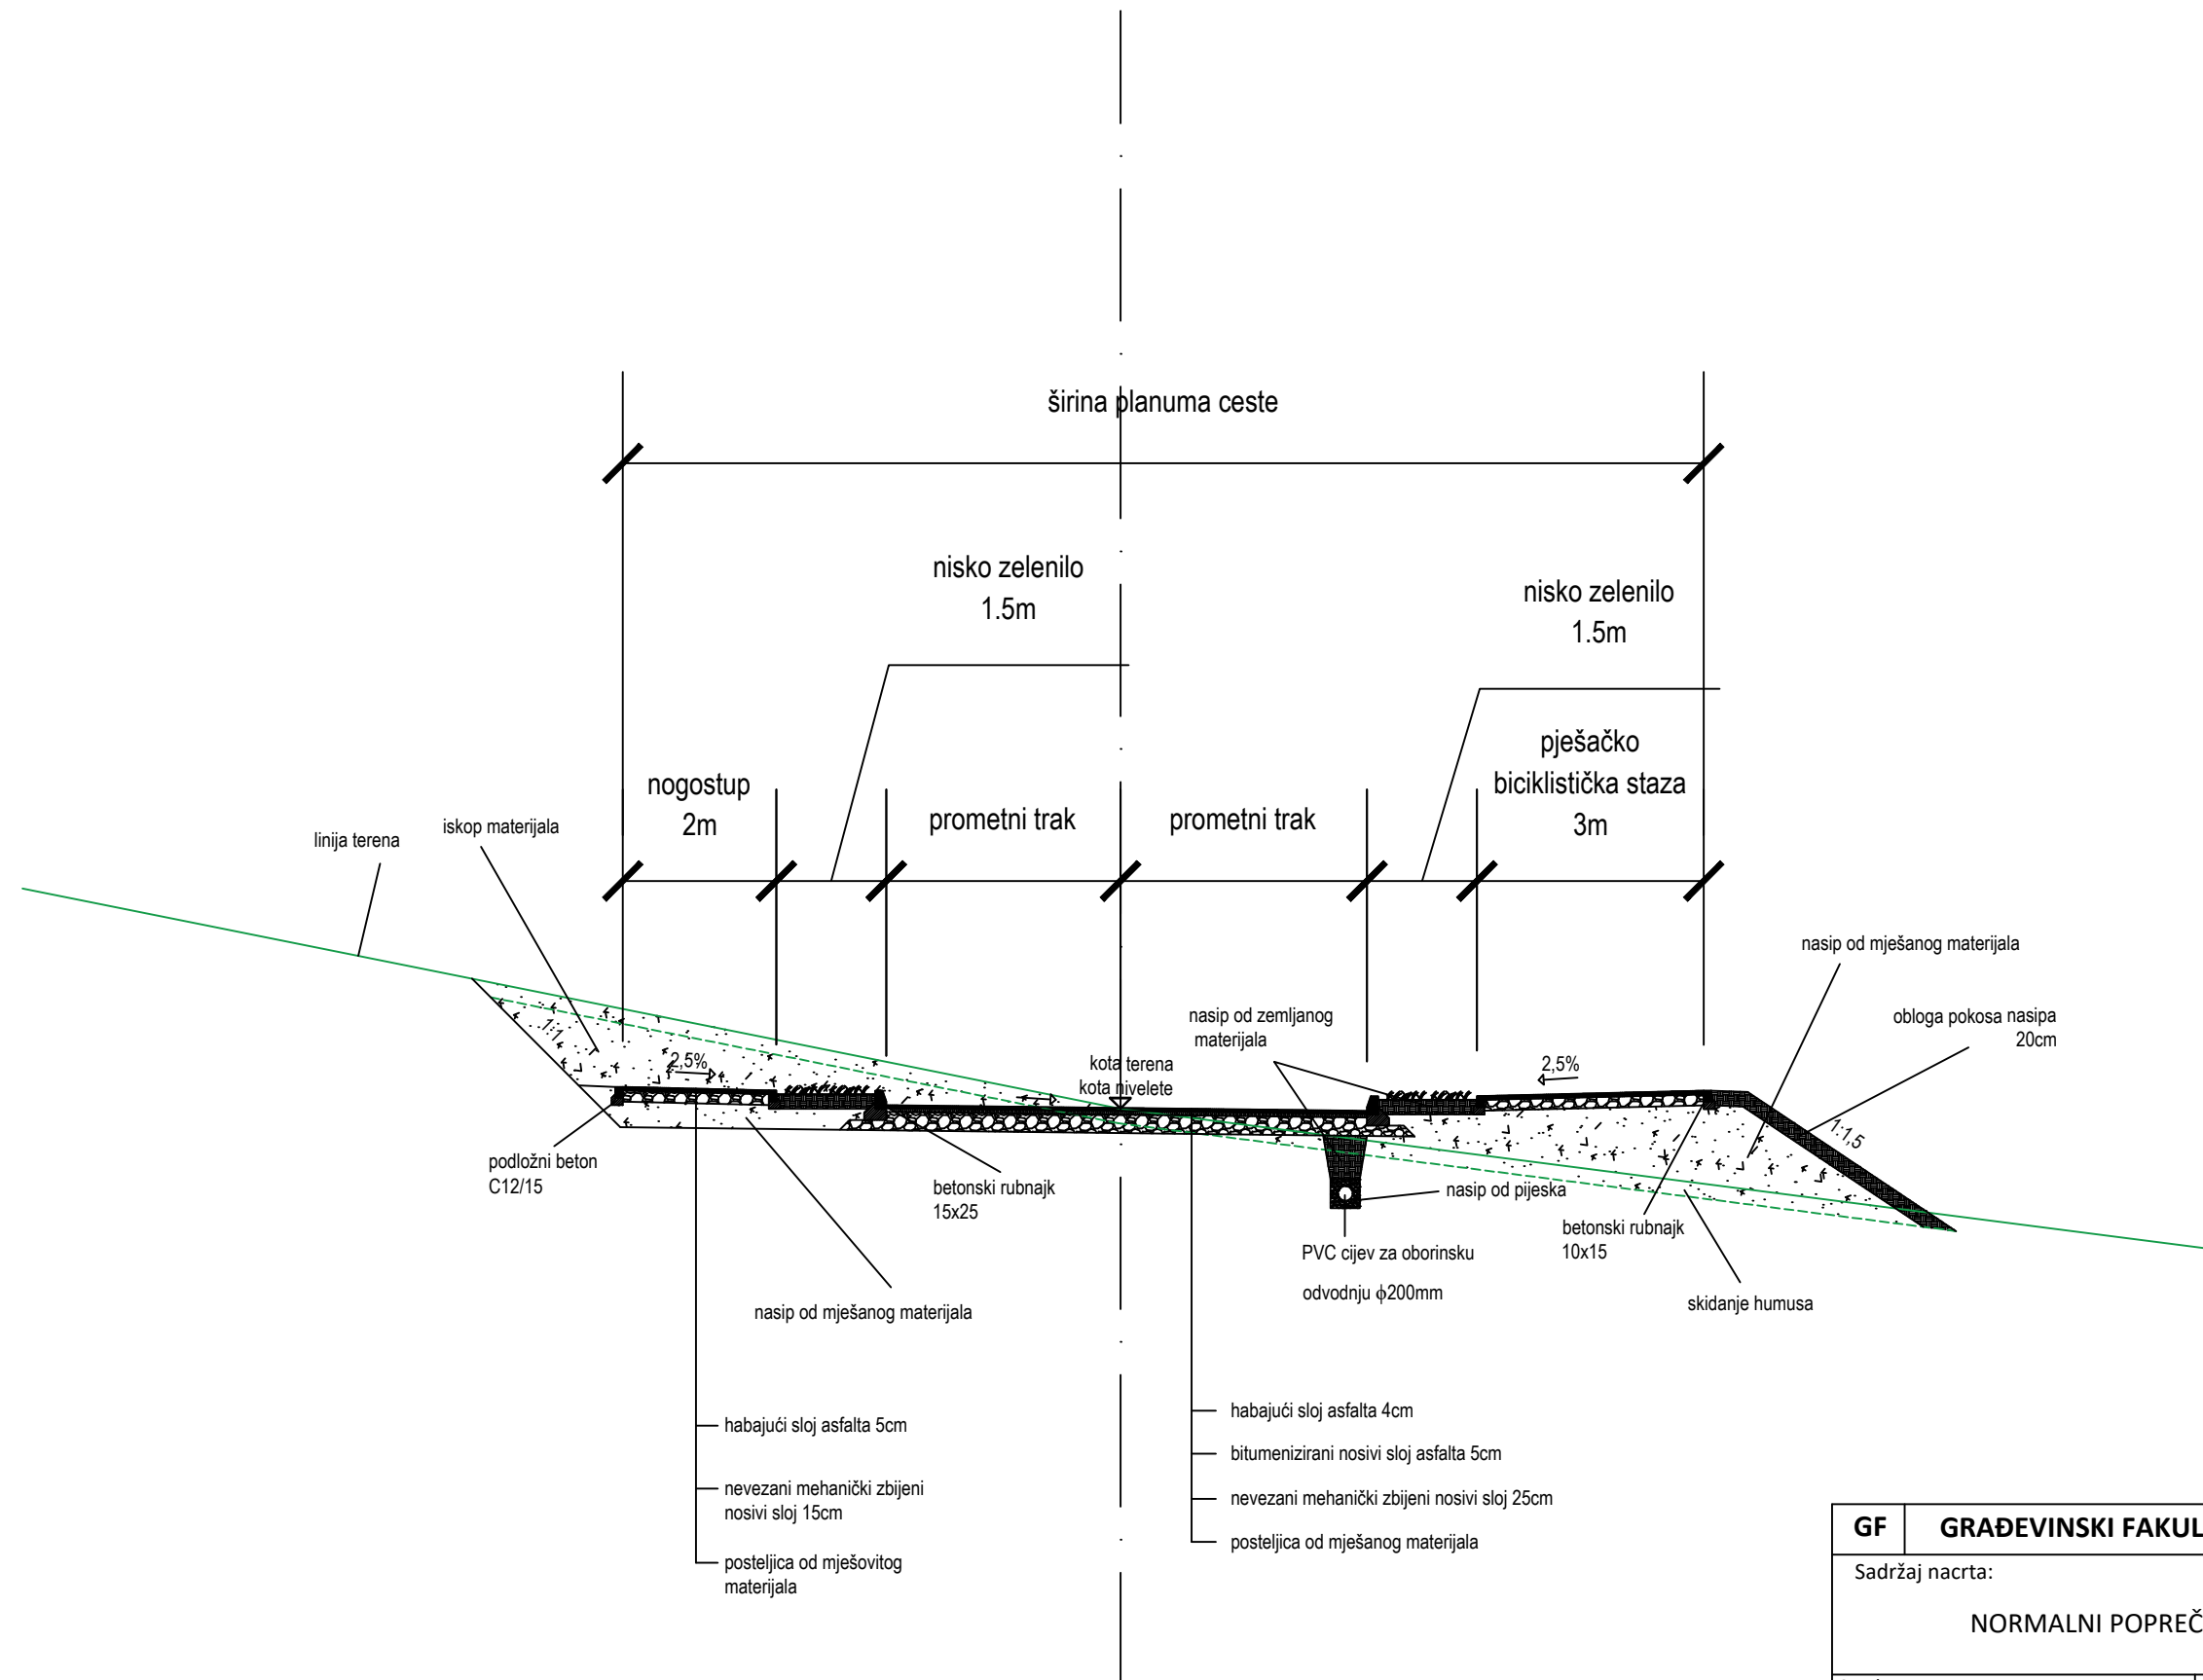 širina planuma ceste
nisko zelenilo
1.5m
nisko zelenilo
1.5m
nogostup
2m
prometni trak
prometni trak
pješačko
biciklistička staza
3m
linija terena
iskop materijala
nasip od mješanog materijala
obloga pokosa nasipa
20cm
nasip od zemljanog
materijala
kota terena
kota nivelete
1:1
2,5%
2,5%
1:1,5
podložni beton
C12/15
betonski rubnajk
15x25
nasip od pijeska
betonski rubnajk
10x15
PVC cijev za oborinsku
odvodnju ϕ200mm
nasip od mješanog materijala
skidanje humusa
habajući sloj asfalta 5cm
nevezani mehanički zbijeni
nosivi sloj 15cm
posteljica od mješovitog
materijala
habajući sloj asfalta 4cm
bitumenizirani nosivi sloj asfalta 5cm
nevezani mehanički zbijeni nosivi sloj 25cm
posteljica od mješanog materijala
GF GRAĐEVINSKI FAKUL
Sadržaj nacrta:
NORMALNI POPREČ